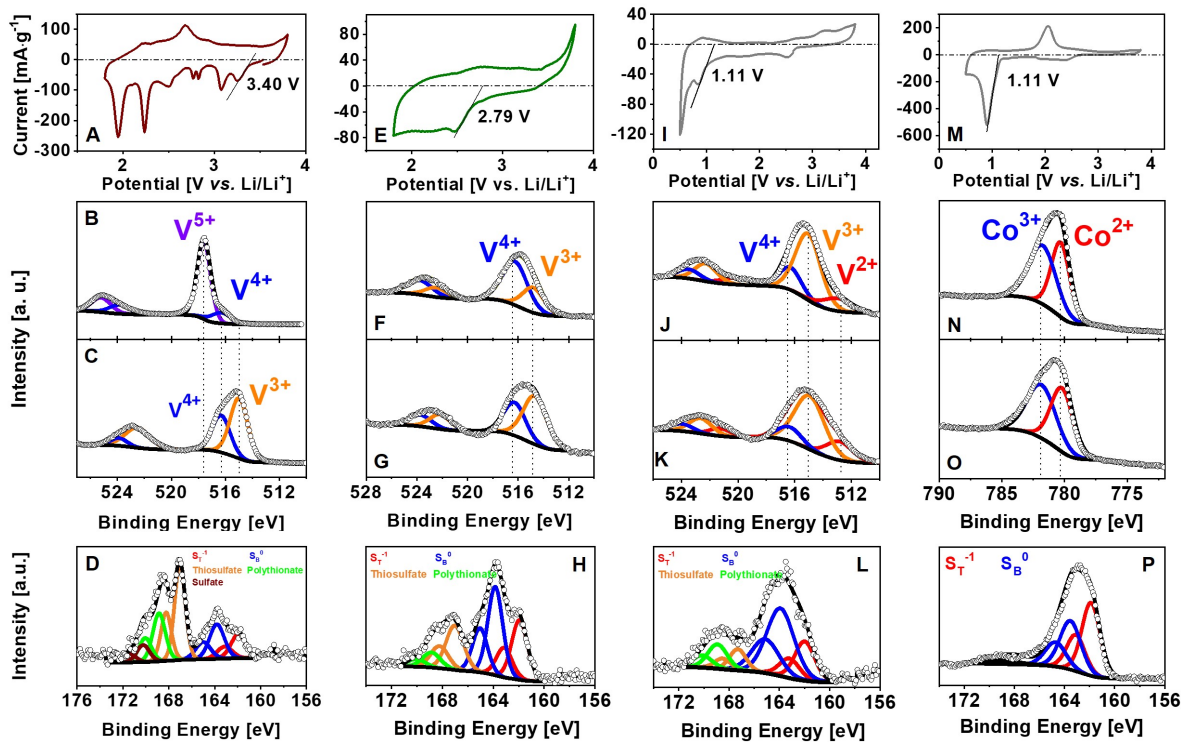 Current [mA·g⁻¹]
100
0
-100
-200
-300
A
3.40 V
2
3
4
Potential [V vs. Li/Li⁺]
80
40
0
-40
-80
E
2.79 V
2
3
4
Potential [V vs. Li/Li⁺]
40
0
-40
-80
-120
I
1.11 V
0
1
2
3
4
Potential [V vs. Li/Li⁺]
200
0
-200
-400
-600
M
1.11 V
0
1
2
3
4
Potential [V vs. Li/Li⁺]
Intensity [a. u.]
B
V⁵⁺
V⁴⁺
C
V⁴⁺
V³⁺
524
520
516
512
Binding Energy [eV]
V⁴⁺
V³⁺
F
G
528
524
520
516
512
Binding Energy [eV]
V⁴⁺
V³⁺
V²⁺
J
K
524
520
516
512
Binding Energy [eV]
Co³⁺
Co²⁺
N
O
790
785
780
775
Binding Energy [eV]
Intensity [a.u.]
D
S_T⁻¹
S_B⁰
Thiosulfate
Polythionate
Sulfate
176
172
168
164
160
156
Binding Energy [eV]
S_T⁻¹
S_B⁰
H
Thiosulfate
Polythionate
172
168
164
160
156
Binding Energy [eV]
S_T⁻¹
S_B⁰
L
Thiosulfate
Polythionate
172
168
164
160
156
Binding Energy [eV]
S_T⁻¹
S_B⁰
P
172
168
164
160
156
Binding Energy [eV]